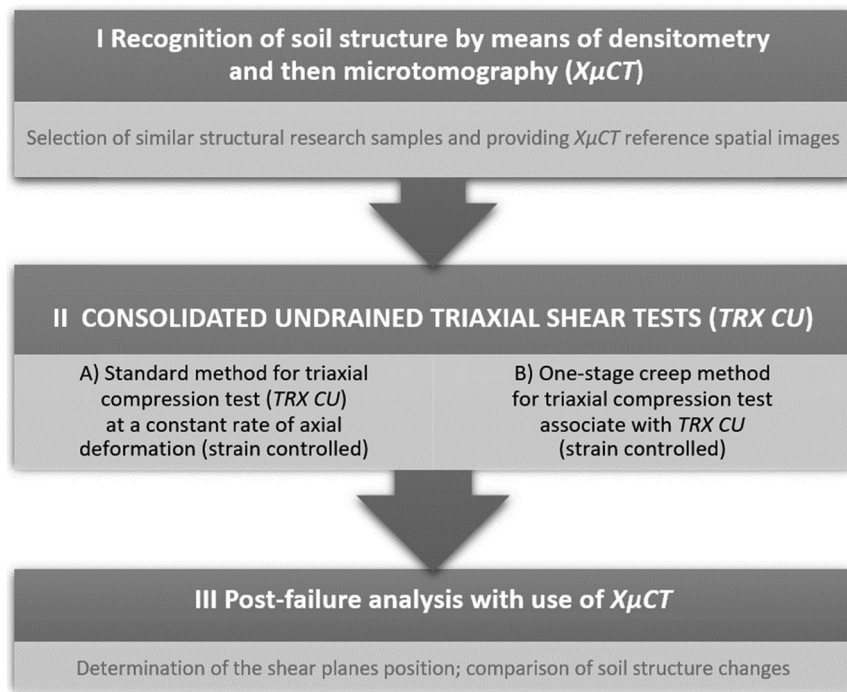 I Recognition of soil structure by means of densitometry
and then microtomography (XμCT)
Selection of similar structural research samples and providing XμCT reference spatial images
II CONSOLIDATED UNDRAINED TRIAXIAL SHEAR TESTS (TRX CU)
A) Standard method for triaxial
compression test (TRX CU)
at a constant rate of axial
deformation (strain controlled)
B) One-stage creep method
for triaxial compression test
associate with TRX CU
(strain controlled)
III Post-failure analysis with use of XμCT
Determination of the shear planes position; comparison of soil structure changes